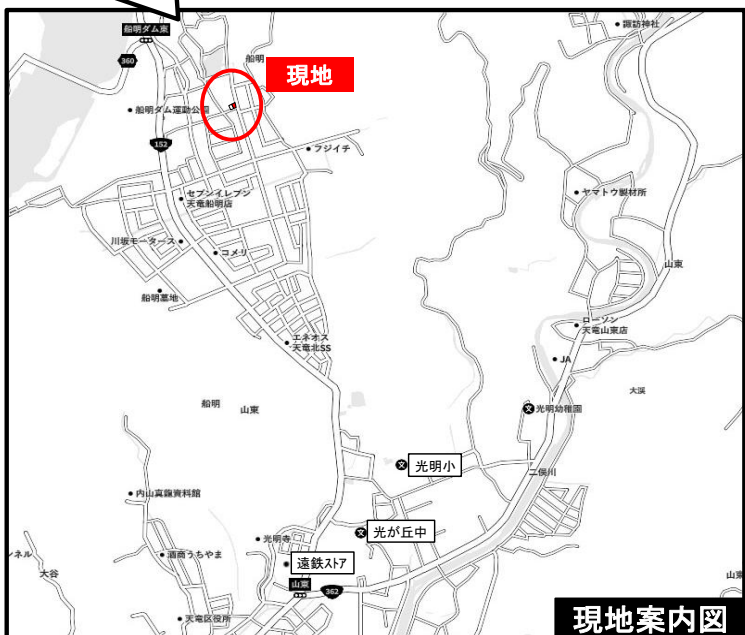 船明ダム東
諏訪神社
360
船明
現地
船明ダム運動公園
152
フジイチ
セブンイレブン
天竜船明店
ヤマトウ製材所
川坂モータース
コメリ
山東
船明墓地
ローソン
天竜山東店
エネオス
天竜北SS
JA
大渓
船明
山東
文 光明幼稚園
文 光明小
二俣川
内山真龍資料館
光明寺
文 光が丘中
酒商うちやま
ンネル
大谷
遠鉄ストア
山東
362
山東
天竜区役所
現地案内図